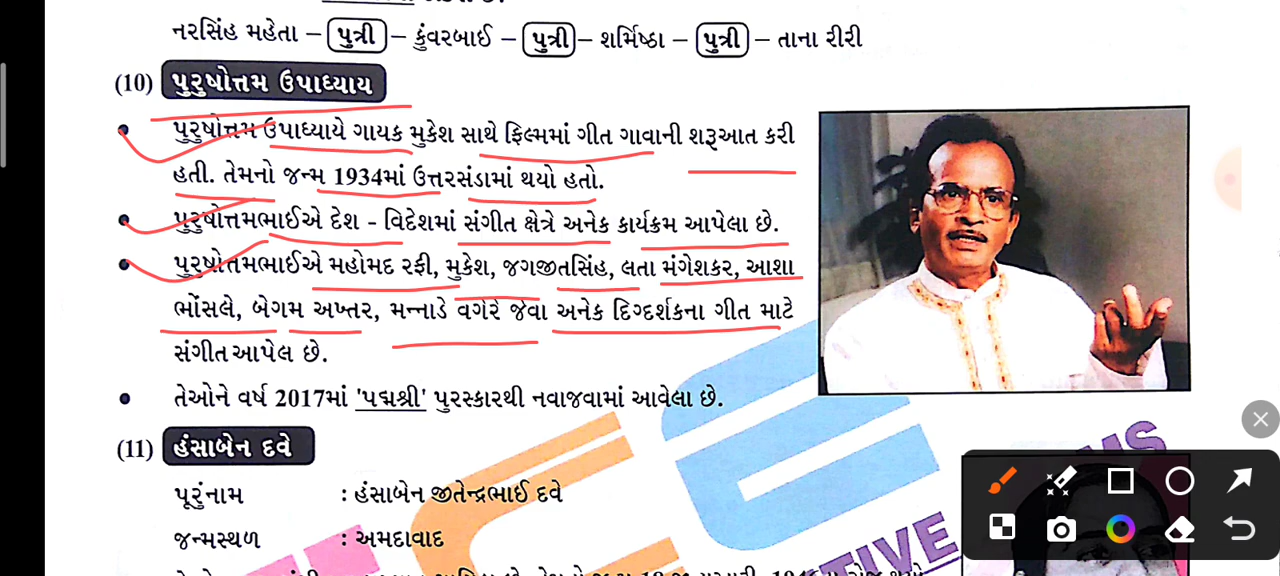 નરસિંહ મહેતા – પુત્રી – કુંવરબાઈ – પુત્રી – શર્મિષ્ઠા – પુત્રી – તાના રીરી
(10) પુરુષોત્તમ ઉપાધ્યાય
પુરુષોત્તમ ઉપાધ્યાયે ગાયક મુકેશ સાથે ફિલ્મમાં ગીત ગાવાની શરૂઆત કરી
હતી. તેમનો જન્મ 1934માં ઉત્તરસંડામાં થયો હતો.
પુરુષોત્તમભાઈએ દેશ - વિદેશમાં સંગીત ક્ષેત્રે અનેક કાર્યક્રમ આપેલા છે.
પુરૂષોતમભાઈએ મહોમદ રફી, મુકેશ, જગજીતસિંહ, લતા મંગેશકર, આશા
ભોંસલે, બેગમ અખ્તર, મન્નાડે વગેરે જેવા અનેક દિગ્દર્શકના ગીત માટે
સંગીત આપેલ છે.
તેઓને વર્ષ 2017માં 'પદ્મશ્રી' પુરસ્કારથી નવાજવામાં આવેલા છે.
(11) હંસાબેન દવે
પૂરુંનામ : હંસાબેન જીતેન્દ્રભાઈ દવે
જન્મસ્થળ : અમદાવાદ